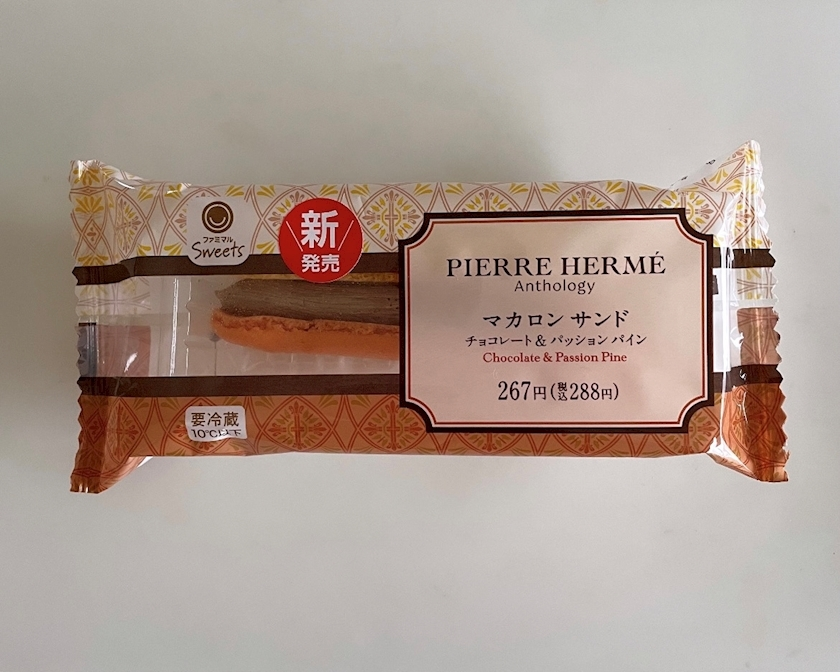 ファミマル
Sweets
新
発売
PIERRE HERMÉ
Anthology
マカロン サンド
チョコレート & パッション パイン
Chocolate & Passion Pine
267円(税込288円)
要冷蔵
10℃以下